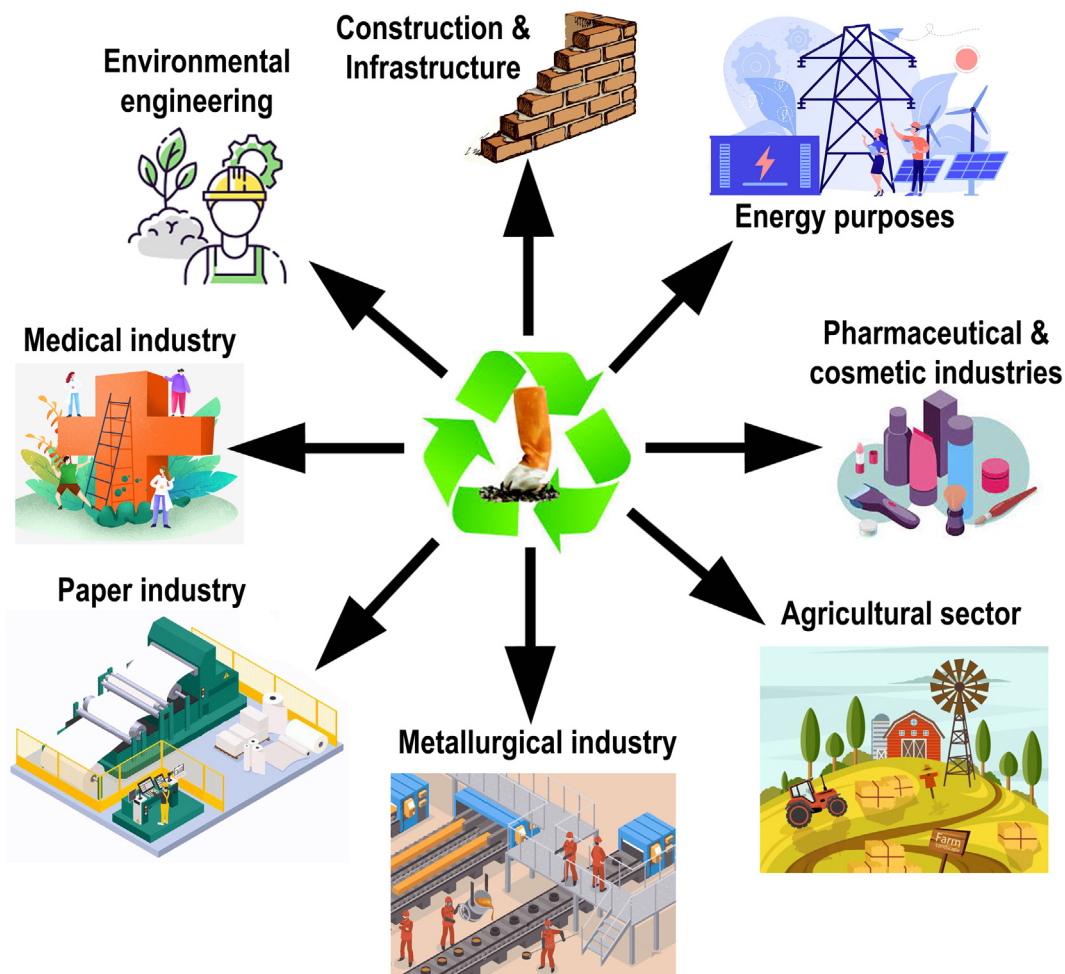 Construction &
Infrastructure
Environmental
engineering
Energy purposes
Medical industry
Pharmaceutical &
cosmetic industries
Paper industry
Agricultural sector
Metallurgical industry
Farm